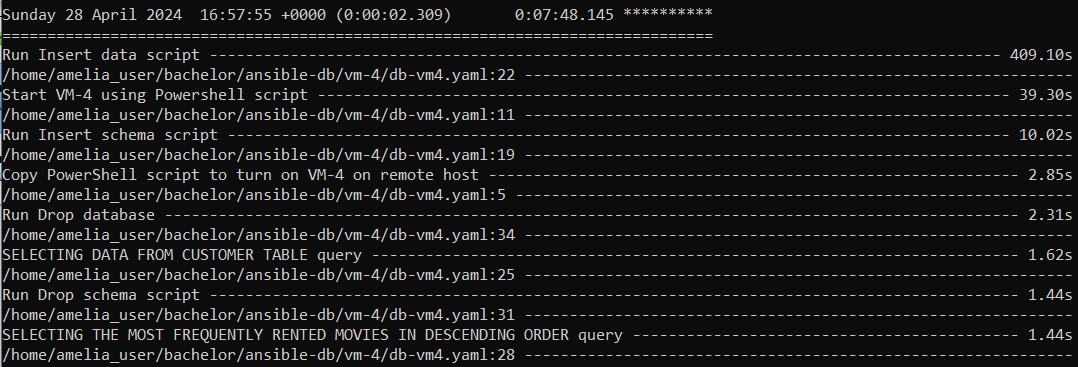 Sunday 28 April 2024  16:57:55 +0000 (0:00:02.309)       0:07:48.145 **********
===============================================================================
Run Insert data script ---------------------------------------------------------------------------------------- 409.10s
/home/amelia_user/bachelor/ansible-db/vm-4/db-vm4.yaml:22 -------------------------------------------------------------
Start VM-4 using Powershell script ----------------------------------------------------------------------------- 39.30s
/home/amelia_user/bachelor/ansible-db/vm-4/db-vm4.yaml:11 -------------------------------------------------------------
Run Insert schema script --------------------------------------------------------------------------------------- 10.02s
/home/amelia_user/bachelor/ansible-db/vm-4/db-vm4.yaml:19 -------------------------------------------------------------
Copy PowerShell script to turn on VM-4 on remote host ----------------------------------------------------------- 2.85s
/home/amelia_user/bachelor/ansible-db/vm-4/db-vm4.yaml:5 --------------------------------------------------------------
Run Drop database ----------------------------------------------------------------------------------------------- 2.31s
/home/amelia_user/bachelor/ansible-db/vm-4/db-vm4.yaml:34 -------------------------------------------------------------
SELECTING DATA FROM CUSTOMER TABLE query ------------------------------------------------------------------------ 1.62s
/home/amelia_user/bachelor/ansible-db/vm-4/db-vm4.yaml:25 -------------------------------------------------------------
Run Drop schema script ------------------------------------------------------------------------------------------ 1.44s
/home/amelia_user/bachelor/ansible-db/vm-4/db-vm4.yaml:31 -------------------------------------------------------------
SELECTING THE MOST FREQUENTLY RENTED MOVIES IN DESCENDING ORDER query ------------------------------------------- 1.44s
/home/amelia_user/bachelor/ansible-db/vm-4/db-vm4.yaml:28 -------------------------------------------------------------